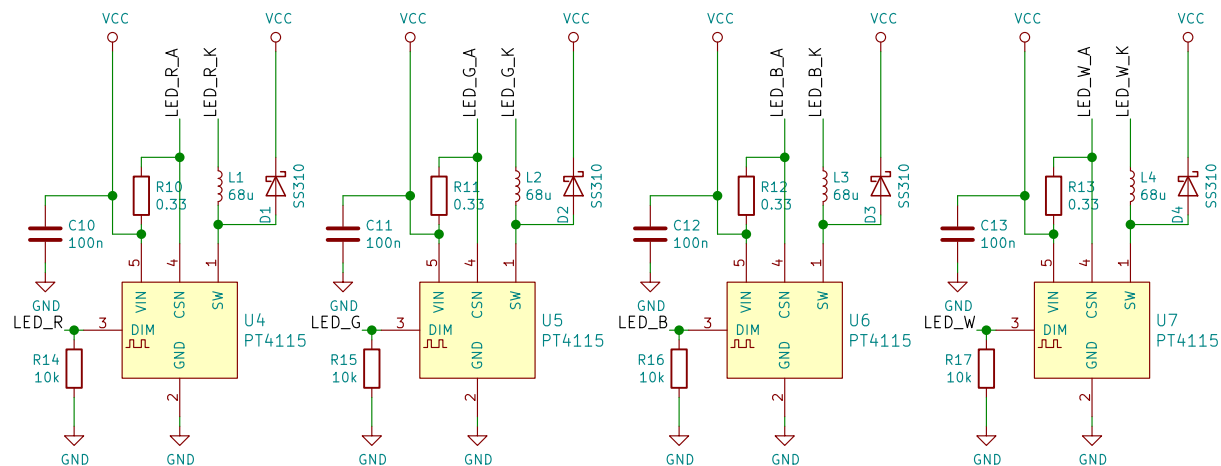 VCC
VCC
LED_R_A
LED_R_K
R10
0.33
L1
68u
D1
SS310
C10
100n
GND
5
4
1
VIN
CSN
SW
LED_R
3
DIM
GND
U4
PT4115
R14
10k
2
GND
GND
VCC
VCC
LED_G_A
LED_G_K
R11
0.33
L2
68u
D2
SS310
C11
100n
GND
5
4
1
VIN
CSN
SW
LED_G
3
DIM
GND
U5
PT4115
R15
10k
2
GND
GND
VCC
VCC
LED_B_A
LED_B_K
R12
0.33
L3
68u
D3
SS310
C12
100n
GND
5
4
1
VIN
CSN
SW
LED_B
3
DIM
GND
U6
PT4115
R16
10k
2
GND
GND
VCC
VCC
LED_W_A
LED_W_K
R13
0.33
L4
68u
D4
SS310
C13
100n
GND
5
4
1
VIN
CSN
SW
LED_W
3
DIM
GND
U7
PT4115
R17
10k
2
GND
GND